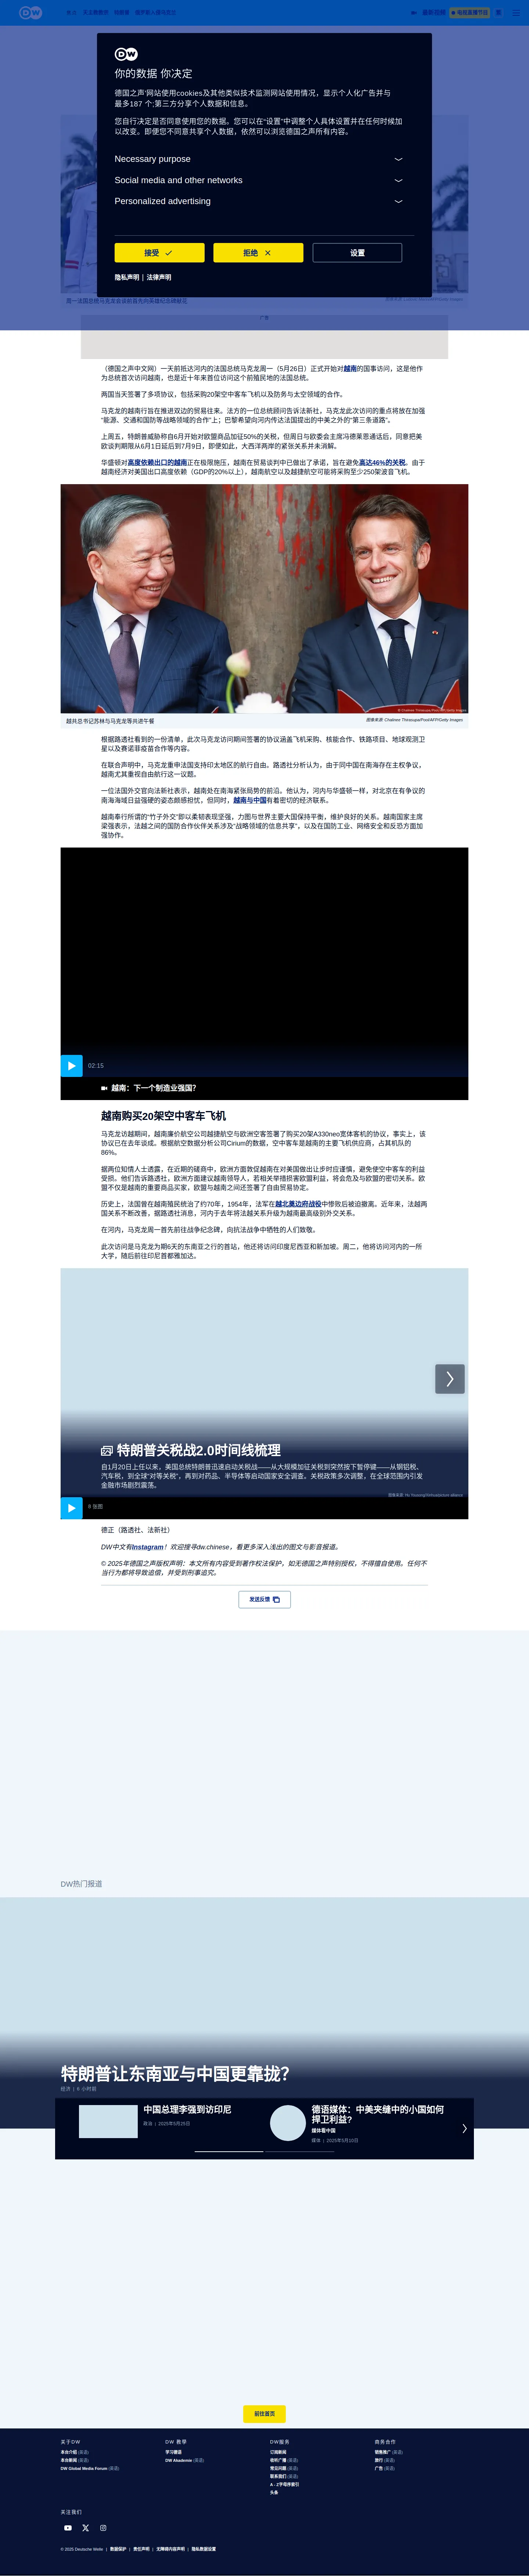 你的数据 你决定
德国之声"网站使用cookies及其他类似技术监测网站使用情况，显示个人化广告并与
最多187 个;第三方分享个人数据和信息。
您自行决定是否同意使用您的数据。您可以在"设置"中调整个人具体设置并在任何时候加
以改变。即便您不同意共享个人数据，依然可以浏览德国之声所有内容。
Necessary purpose
Social media and other networks
Personalized advertising
接受
拒绝
设置
隐私声明 | 法律声明
广告
（德国之声中文网）一天前抵达河内的法国总统马克龙周一（5月26日）正式开始对越南的国事访问，这是他作
为总统首次访问越南，也是近十年来首位访问这个前殖民地的法国总统。
两国当天签署了多项协议，包括采购20架空中客车飞机以及防务与太空领域的合作。
马克龙的越南行旨在推进双边的贸易往来。法方的一位总统顾问告诉法新社，马克龙此次访问的重点将放在加强
"能源、交通和国防等战略领域的合作"上；巴黎希望向河内传达法国提出的中美之外的"第三条道路"。
上周五，特朗普威胁称自6月开始对欧盟商品加征50%的关税，但周日与欧委会主席冯德莱恩通话后，同意把美
欧谈判期限从6月1日延后到7月9日，即便如此，大西洋两岸的紧张关系并未消解。
华盛顿对高度依赖出口的越南正在极限施压，越南在贸易谈判中已做出了承诺，旨在避免高达46%的关税。由于
越南经济对美国出口高度依赖（GDP的20%以上），越南航空以及越捷航空可能将采购至少250架波音飞机。
越共总书记苏林与马克龙等共进午餐
图像来源: Chalinee Thirasupa/Pool/AFP/Getty Images
根据路透社看到的一份清单，此次马克龙访问期间签署的协议涵盖飞机采购、核能合作、铁路项目、地球观测卫
星以及赛诺菲疫苗合作等内容。
在联合声明中，马克龙重申法国支持印太地区的航行自由。路透社分析认为，由于同中国在南海存在主权争议，
越南尤其重视自由航行这一议题。
一位法国外交官向法新社表示，越南处在南海紧张局势的前沿。他认为，河内与华盛顿一样，对北京在有争议的
南海海域日益强硬的姿态颇感担忧，但同时，越南与中国有着密切的经济联系。
越南奉行所谓的"竹子外交"即以柔韧表现坚强，力图与世界主要大国保持平衡，维护良好的关系。越南国家主席
梁强表示，法越之间的国防合作伙伴关系涉及"战略领域的信息共享"，以及在国防工业、网络安全和反恐方面加
强协作。
02:15
越南：下一个制造业强国？
越南购买20架空中客车飞机
马克龙访越期间，越南廉价航空公司越捷航空与欧洲空客签署了购买20架A330neo宽体客机的协议，事实上，该
协议已在去年谈成。根据航空数据分析公司Cirium的数据，空中客车是越南的主要飞机供应商，占其机队的
86%。
据两位知情人士透露，在近期的磋商中，欧洲方面敦促越南在对美国做出让步时应谨慎，避免使空中客车的利益
受损。他们告诉路透社，欧洲方面建议越南领导人，若相关举措损害欧盟利益，将会危及与欧盟的密切关系。欧
盟不仅是越南的重要商品买家，欧盟与越南之间还签署了自由贸易协定。
历史上，法国曾在越南殖民统治了约70年，1954年，法军在越北奠边府战役中惨败后被迫撤离。近年来，法越两
国关系不断改善，据路透社消息，河内于去年将法越关系升级为越南最高级别外交关系。
在河内，马克龙周一首先前往战争纪念碑，向抗法战争中牺牲的人们致敬。
此次访问是马克龙为期6天的东南亚之行的首站，他还将访问印度尼西亚和新加坡。周二，他将访问河内的一所
大学，随后前往印尼首都雅加达。
特朗普关税战2.0时间线梳理
自1月20日上任以来，美国总统特朗普迅速启动关税战——从大规模加征关税到突然按下暂停键——从钢铝税、
汽车税，到全球"对等关税"，再到对药品、半导体等启动国家安全调查。关税政策多次调整，在全球范围内引发
金融市场剧烈震荡。
8 张图
德正（路透社、法新社）
DW中文有Instagram！欢迎搜寻dw.chinese，看更多深入浅出的图文与影音报道。
© 2025年德国之声版权声明：本文所有内容受到著作权法保护，如无德国之声特别授权，不得擅自使用。任何不
当行为都将导致追偿，并受到刑事追究。
发送反馈
DW热门报道
特朗普让东南亚与中国更靠拢？
经济 | 6 小时前
中国总理李强到访印尼
政治 | 2025年5月25日
德语媒体：中美夹缝中的小国如何
捍卫利益？
媒体看中国
媒体 | 2025年5月10日
前往首页
关于DW
来台介绍 (英语)
来台新闻 (英语)
DW Global Media Forum (英语)
DW 教学
学习德语
DW Akademie (英语)
DW服务
订阅新闻
收听广播 (英语)
常见问题 (英语)
联系我们 (英语)
A - Z字母序索引
头条
商务合作
销售推广 (英语)
旅行 (英语)
广告 (英语)
关注我们
© 2025 Deutsche Welle | 数据保护 | 责任声明 | 无障碍内容声明 | 隐私数据设置